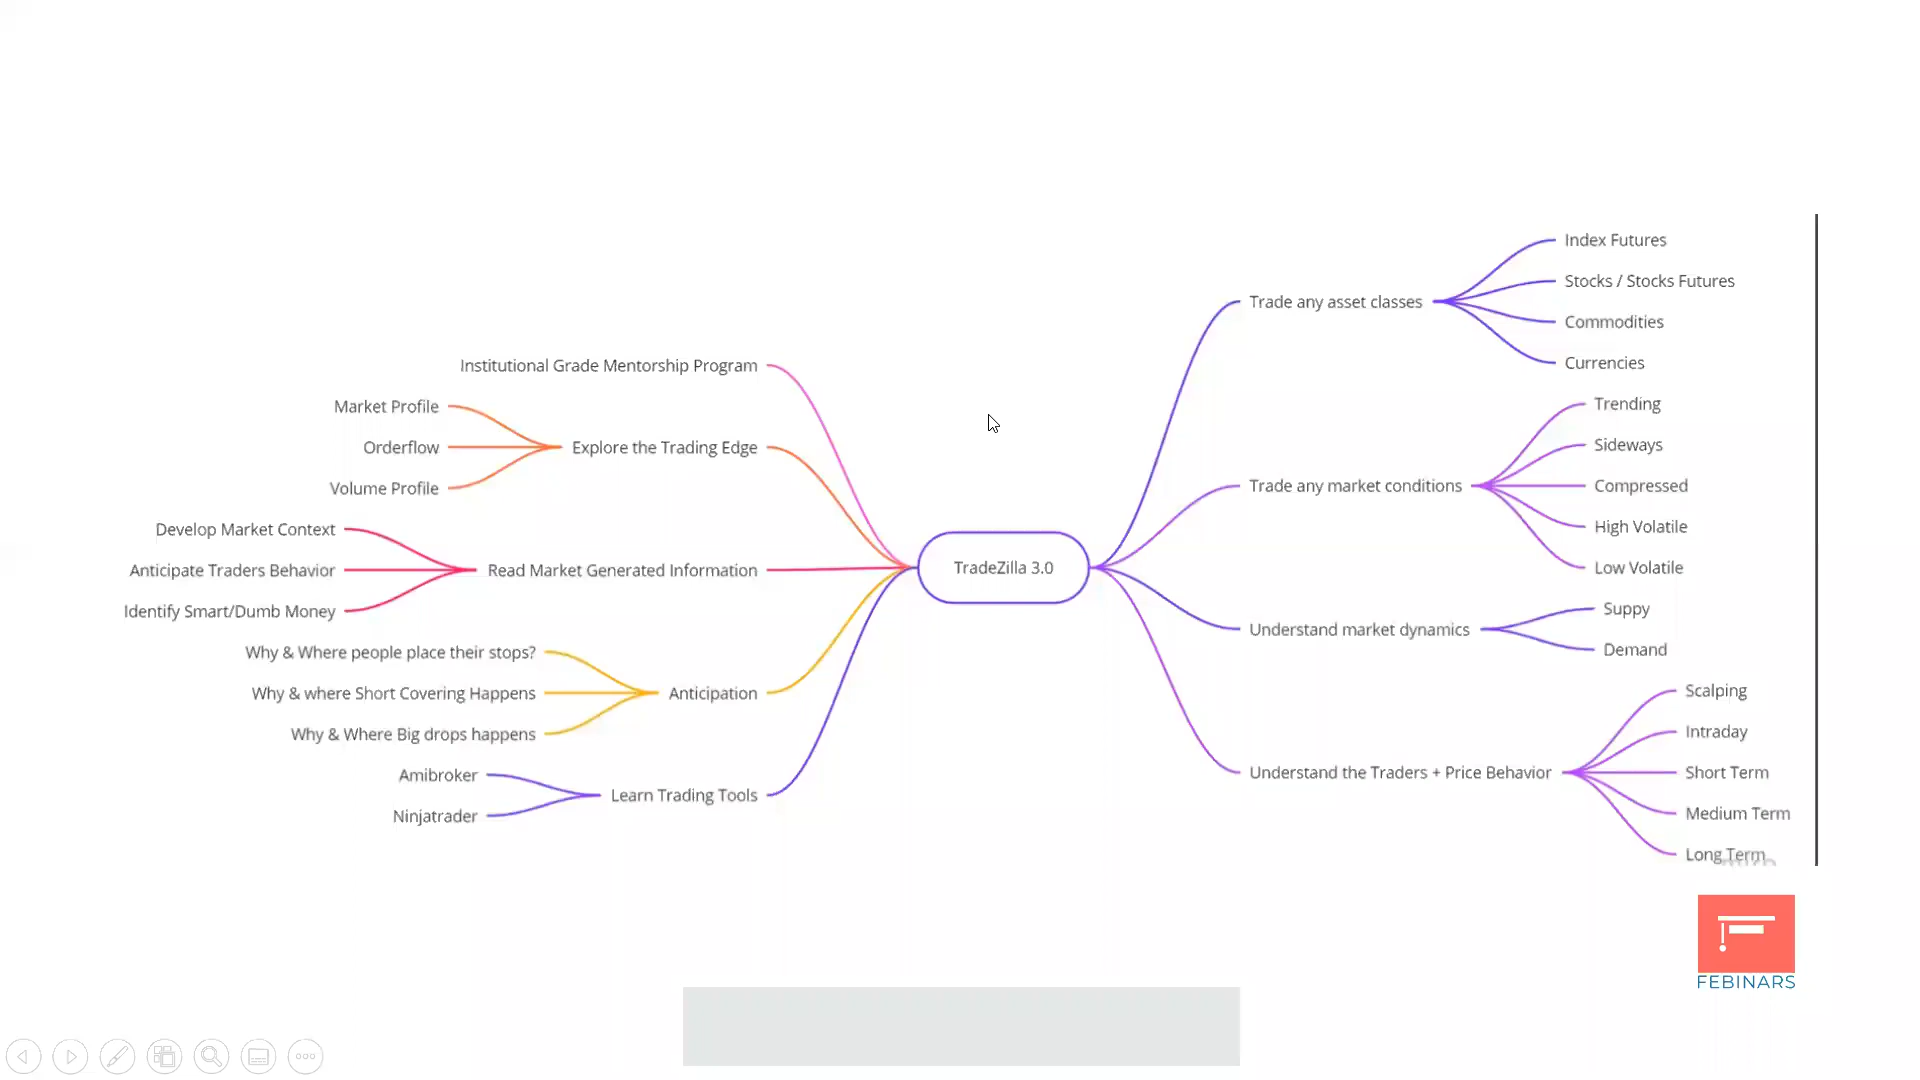 Institutional Grade Mentorship Program
Explore the Trading Edge
Market Profile
Orderflow
Volume Profile
Read Market Generated Information
Develop Market Context
Anticipate Traders Behavior
Identify Smart/Dumb Money
Anticipation
Why & Where people place their stops?
Why & where Short Covering Happens
Why & Where Big drops happens
Learn Trading Tools
Amibroker
Ninjatrader
TradeZilla 3.0
Trade any asset classes
Index Futures
Stocks / Stocks Futures
Commodities
Currencies
Trade any market conditions
Trending
Sideways
Compressed
High Volatile
Low Volatile
Understand market dynamics
Suppy
Demand
Understand the Traders + Price Behavior
Scalping
Intraday
Short Term
Medium Term
Long Term
FEBINARS